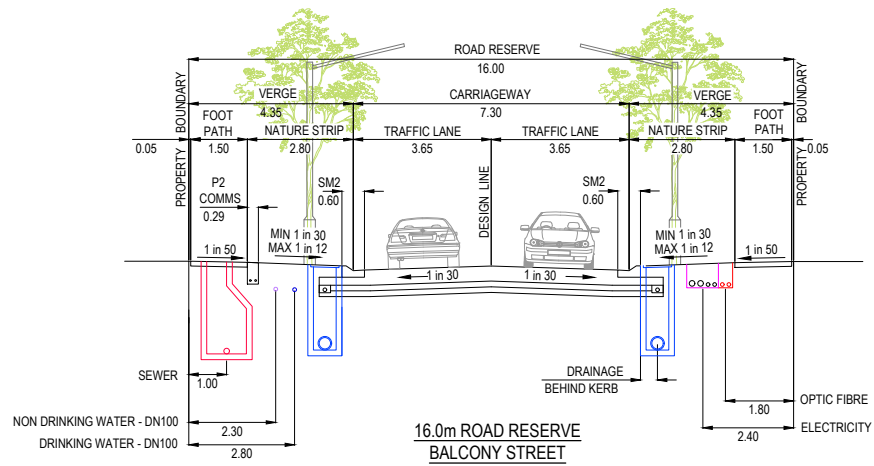 ROAD RESERVE
16.00
VERGE
4.35
CARRIAGEWAY
7.30
VERGE
4.35
PROPERTY BOUNDARY
0.05
FOOT
PATH
1.50
NATURE STRIP
2.80
TRAFFIC LANE
3.65
TRAFFIC LANE
3.65
NATURE STRIP
2.80
FOOT
PATH
1.50
0.05
PROPERTY BOUNDARY
P2
COMMS
0.29
SM2
0.60
DESIGN LINE
SM2
0.60
MIN 1 in 30
MAX 1 in 12
MIN 1 in 30
MAX 1 in 12
1 in 50
1 in 50
1 in 30
1 in 30
SEWER
1.00
DRAINAGE
BEHIND KERB
OPTIC FIBRE
1.80
NON DRINKING WATER - DN100
2.30
ELECTRICITY
2.40
DRINKING WATER - DN100
2.80
16.0m ROAD RESERVE
BALCONY STREET